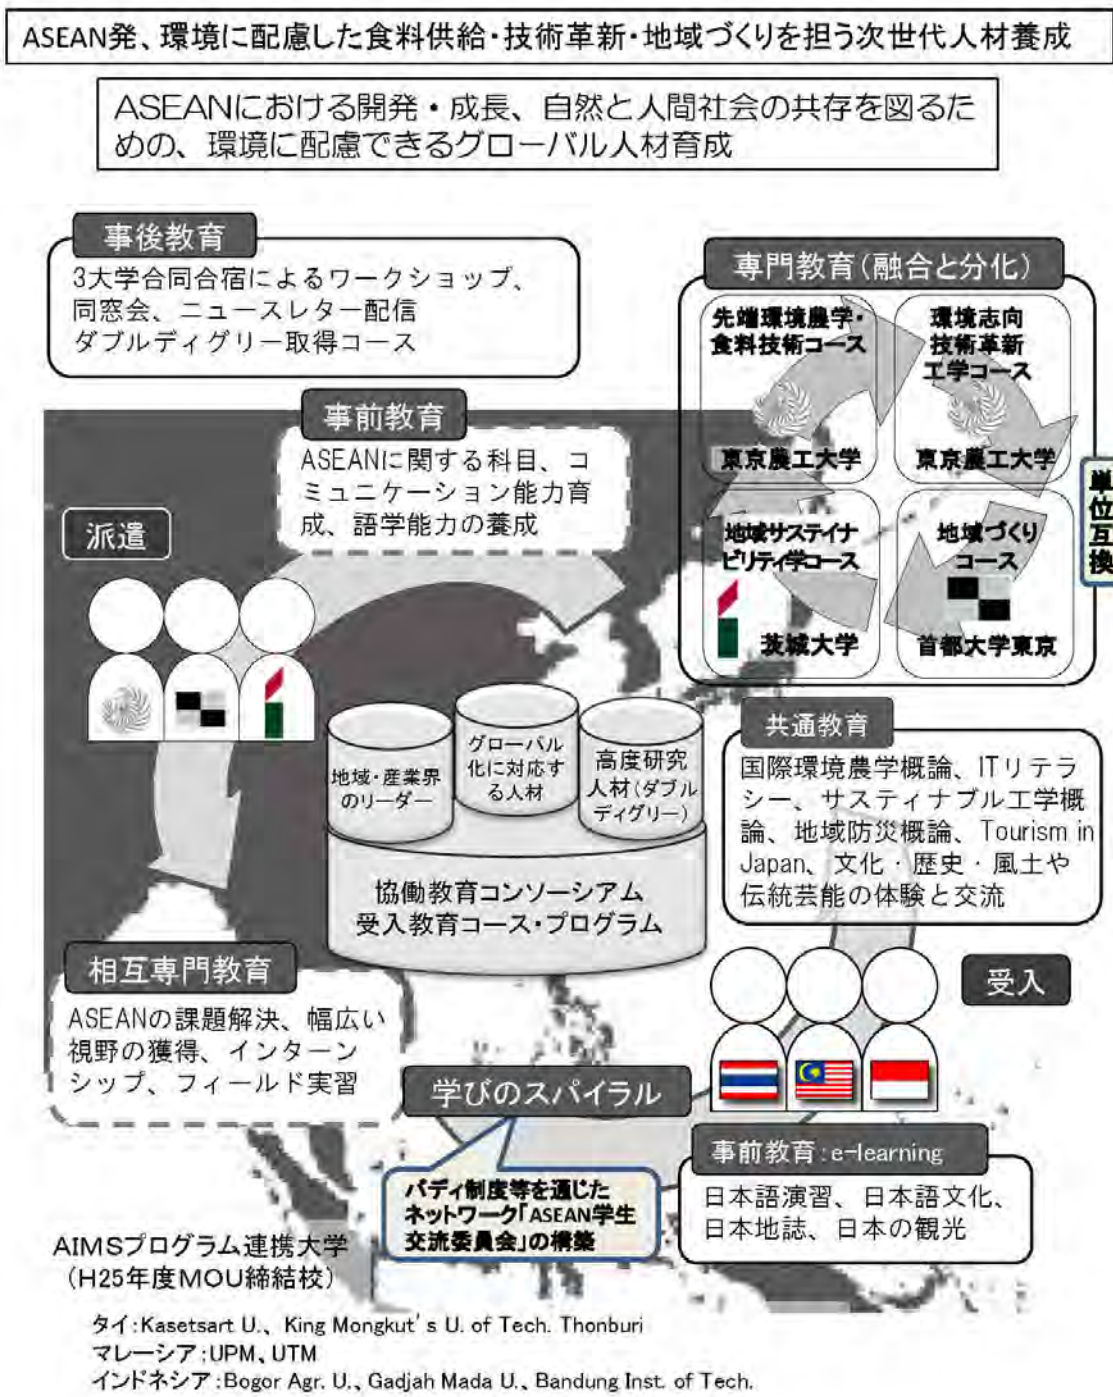 ASEAN発、環境に配慮した食料供給・技術革新・地域づくりを担う次世代人材養成
ASEANにおける開発・成長、自然と人間社会の共存を図るた
めの、環境に配慮できるグローバル人材育成
事後教育
3大学合同合宿によるワークショップ、
同窓会、ニュースレター配信
ダブルディグリー取得コース
専門教育(融合と分化)
先端環境農学・
食料技術コース
東京農工大学
環境志向
技術革新
工学コース
東京農工大学
地域サステイナ
ビリティ学コース
茨城大学
地域づくり
コース
首都大学東京
単位互換
事前教育
ASEANに関する科目、コ
ミュニケーション能力育
成、語学能力の養成
派遣
地域・産業界
のリーダー
グローバル
化に対応す
る人材
高度研究
人材(ダブル
ディグリー)
協働教育コンソーシアム
受入教育コース・プログラム
共通教育
国際環境農学概論、ITリテラ
シー、サスティナブル工学概
論、地域防災概論、Tourism in
Japan、文化・歴史・風土や
伝統芸能の体験と交流
相互専門教育
ASEANの課題解決、幅広い
視野の獲得、インターン
シップ、フィールド実習
受入
学びのスパイラル
バディ制度等を通じた
ネットワーク「ASEAN学生
交流委員会」の構築
事前教育:e-learning
日本語演習、日本語文化、
日本地誌、日本の観光
AIMSプログラム連携大学
(H25年度MOU締結校)
タイ:Kasetsart U.、King Mongkut's U. of Tech. Thonburi
マレーシア:UPM、UTM
インドネシア:Bogor Agr. U.、Gadjah Mada U.、Bandung Inst. of Tech.